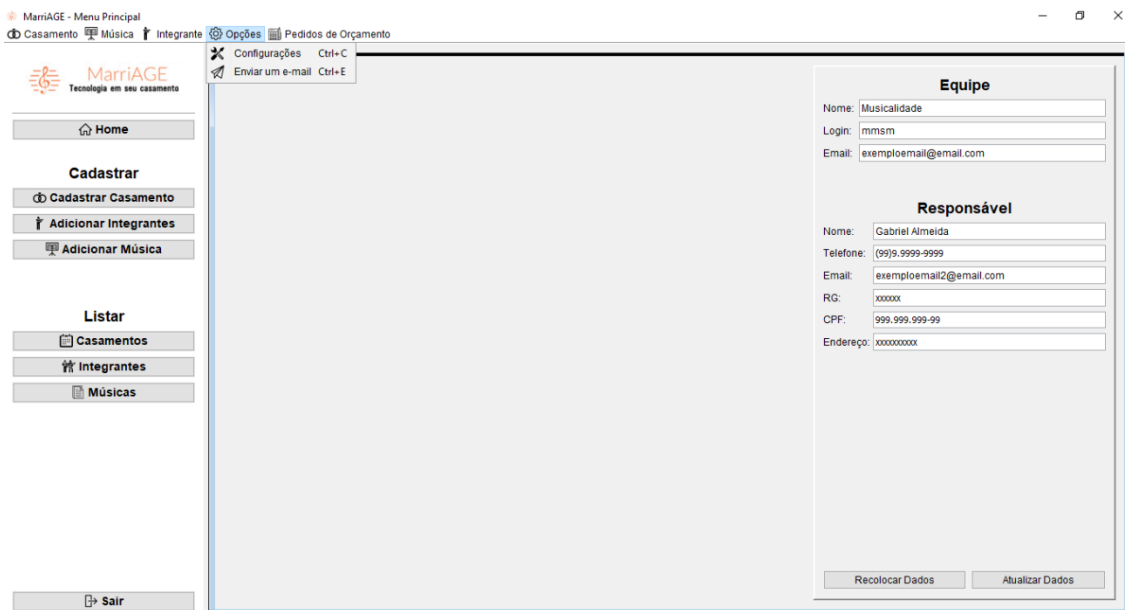 MarriAGE - Menu Principal
Casamento Música Integrante Opções Pedidos de Orçamento
Configurações Ctrl+C
Enviar um e-mail Ctrl+E
MarriAGE
Tecnologia em seu casamento
Home
Cadastrar
Cadastrar Casamento
Adicionar Integrantes
Adicionar Música
Listar
Casamentos
Integrantes
Músicas
Sair
Equipe
Nome: Musicalidade
Login: mmsm
Email: exemploemail@email.com
Responsável
Nome: Gabriel Almeida
Telefone: (99)9.9999-9999
Email: exemploemail2@email.com
RG: xxxxxx
CPF: 999.999.999-99
Endereço: xxxxxxxxxx
Recolocar Dados Atualizar Dados